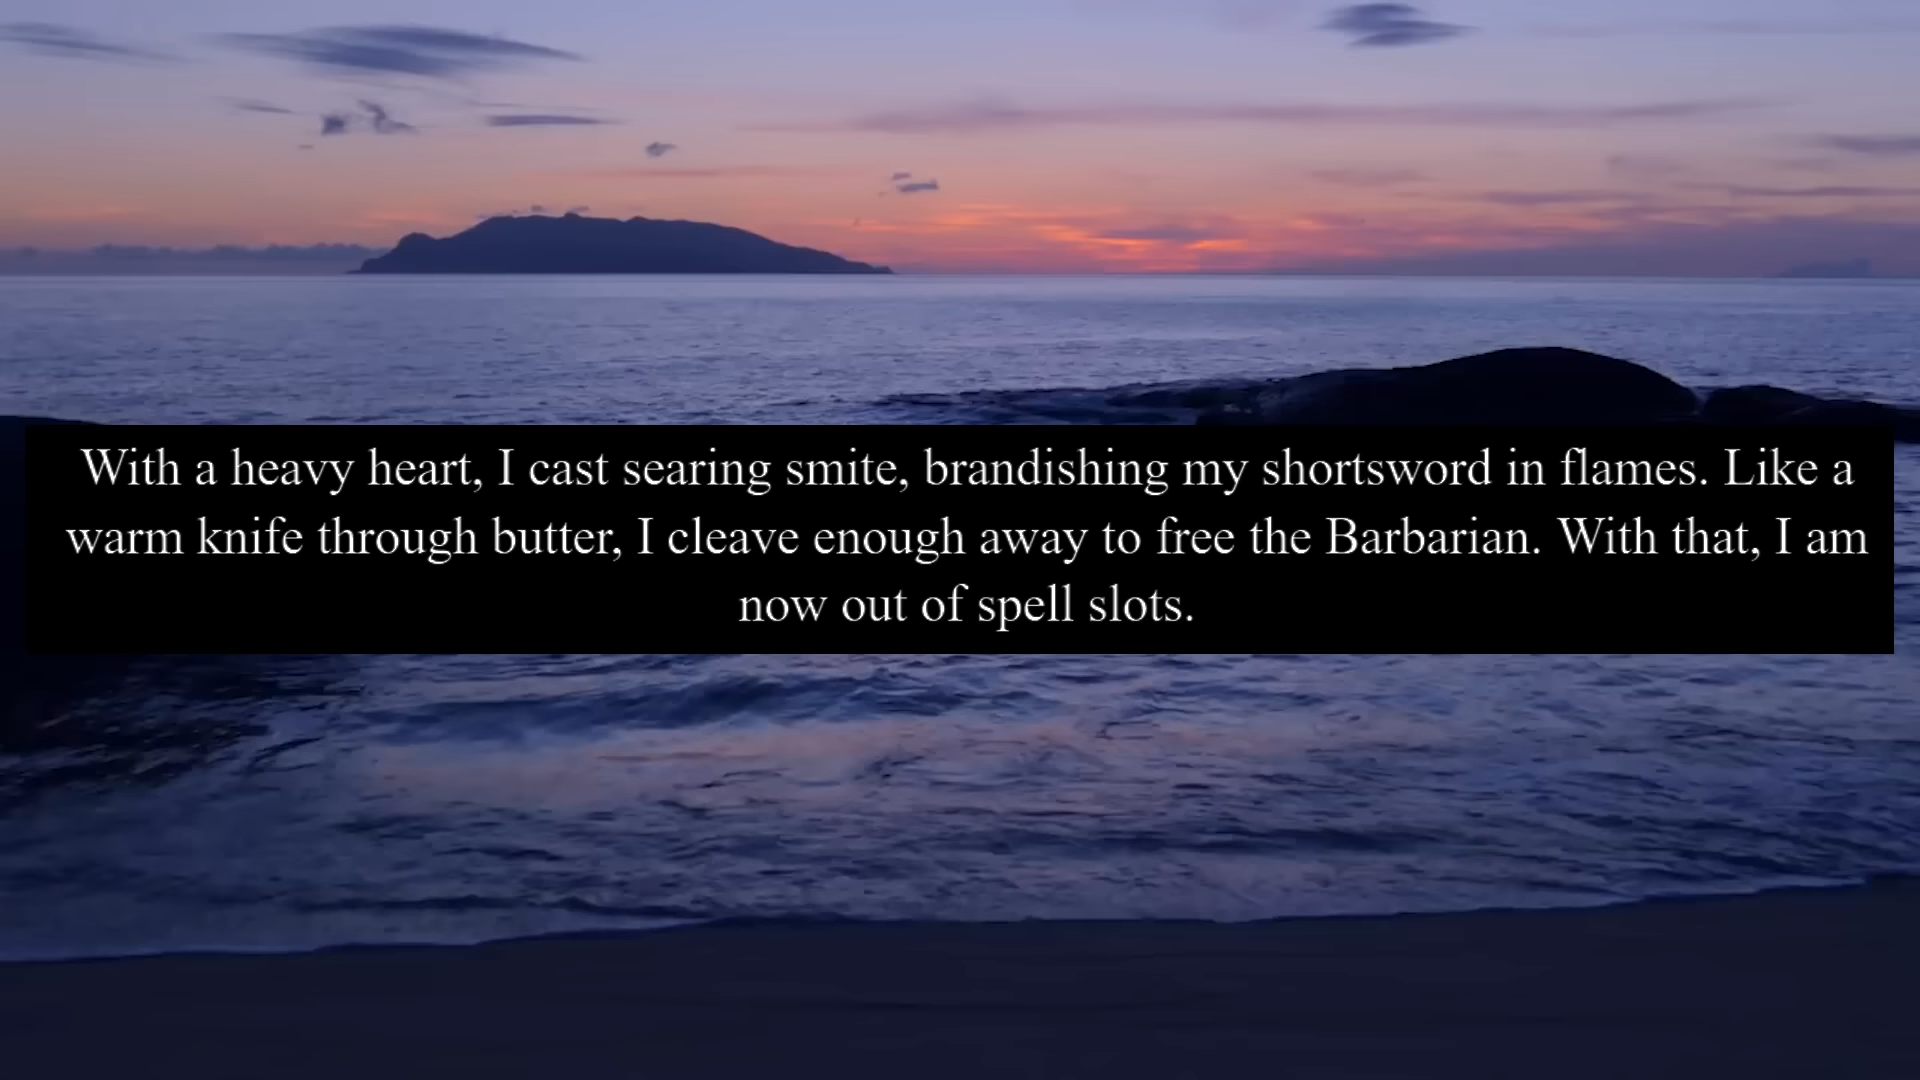 With a heavy heart, I cast searing smite, brandishing my shortsword in flames. Like a
warm knife through butter, I cleave enough away to free the Barbarian. With that, I am
now out of spell slots.